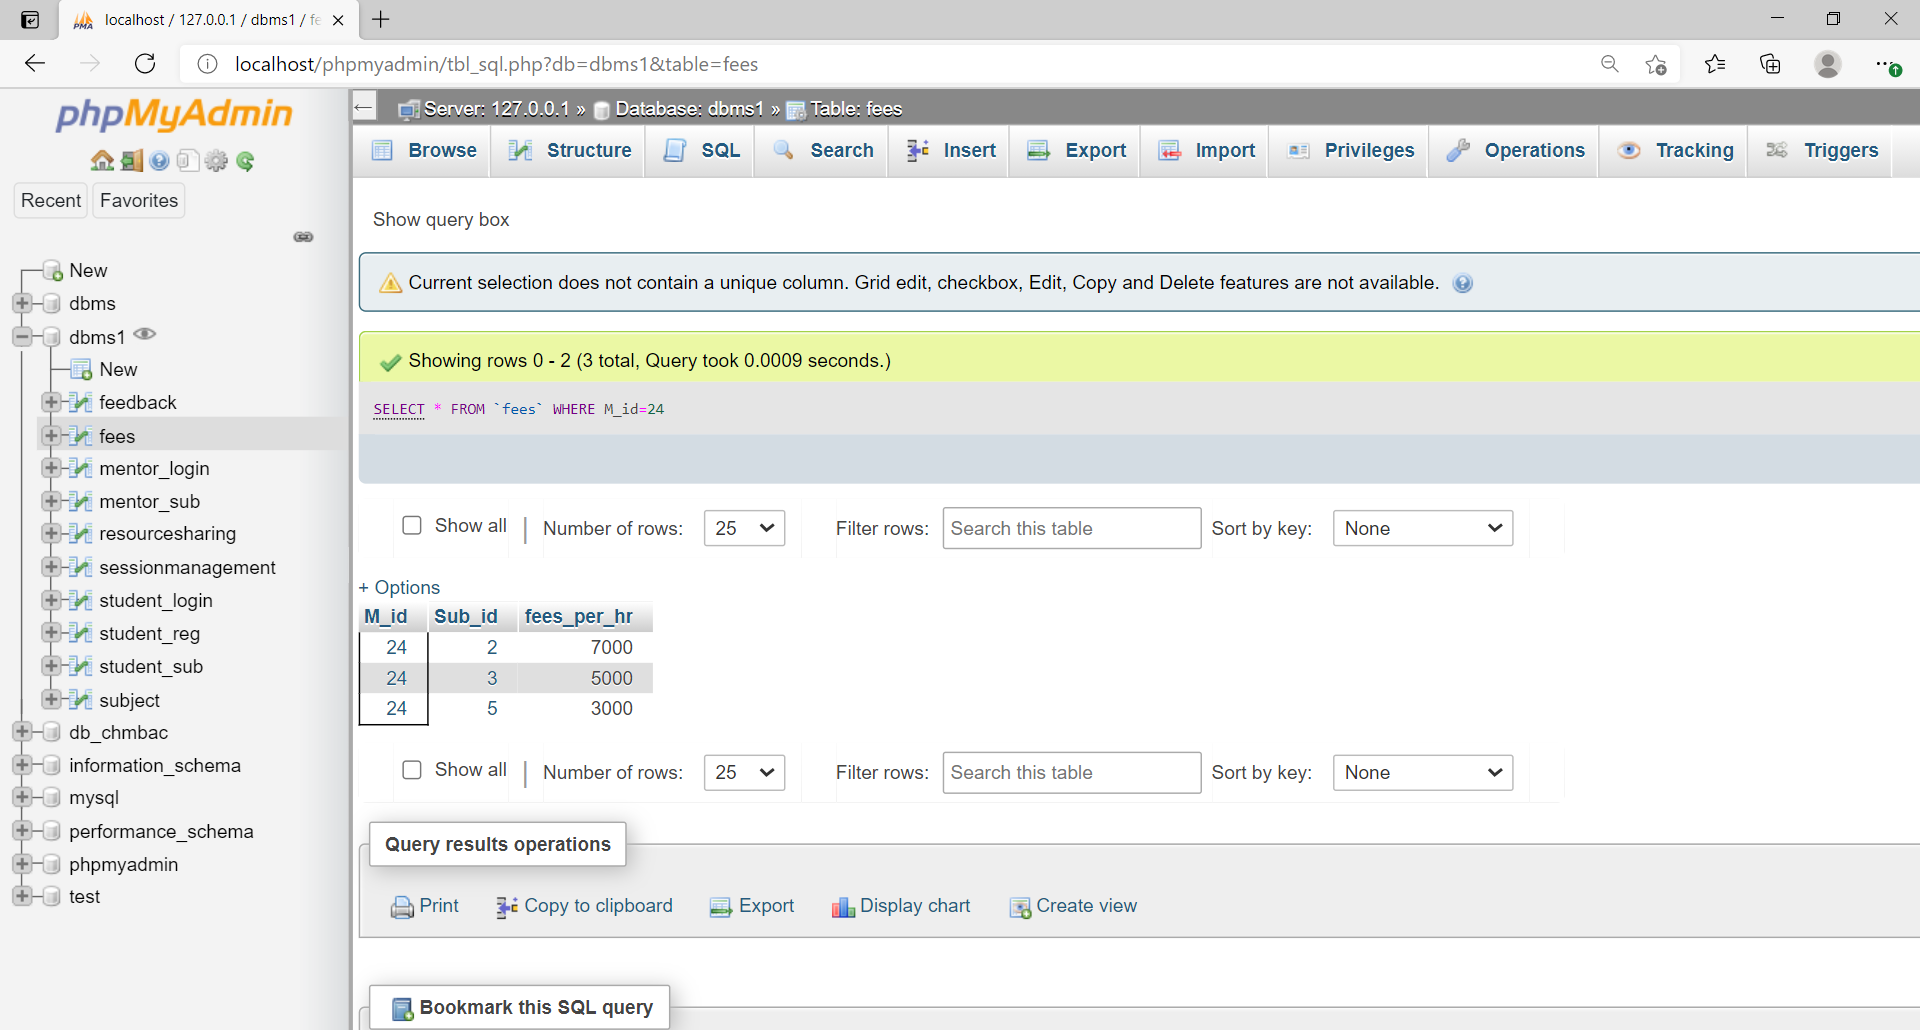 localhost / 127.0.0.1 / dbms1 / fe
localhost/phpmyadmin/tbl_sql.php?db=dbms1&table=fees
phpMyAdmin
Recent
Favorites
New
dbms
dbms1
New
feedback
fees
mentor_login
mentor_sub
resourcesharing
sessionmanagement
student_login
student_reg
student_sub
subject
db_chmbac
information_schema
mysql
performance_schema
phpmyadmin
test
Server: 127.0.0.1 » Database: dbms1 » Table: fees
Browse Structure SQL Search Insert Export Import Privileges Operations Tracking Triggers
Show query box
Current selection does not contain a unique column. Grid edit, checkbox, Edit, Copy and Delete features are not available.
Showing rows 0 - 2 (3 total, Query took 0.0009 seconds.)
SELECT * FROM `fees` WHERE M_id=24
Show all | Number of rows: 25 Filter rows: Search this table Sort by key: None
+ Options
M_id Sub_id fees_per_hr
24 2 7000
24 3 5000
24 5 3000
Show all | Number of rows: 25 Filter rows: Search this table Sort by key: None
Query results operations
Print Copy to clipboard Export Display chart Create view
Bookmark this SQL query